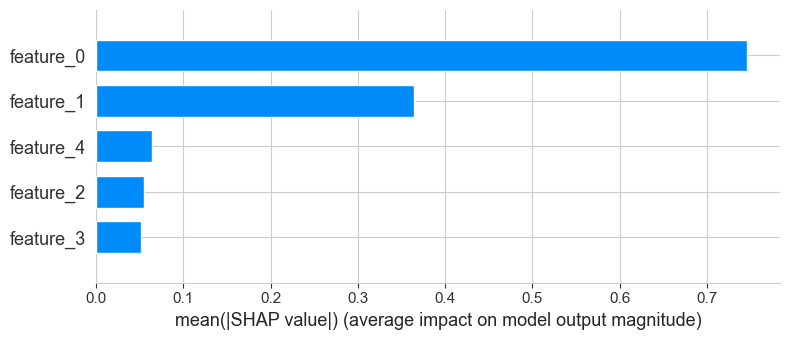 feature_0
feature_1
feature_4
feature_2
feature_3
0.0 0.1 0.2 0.3 0.4 0.5 0.6 0.7
mean(|SHAP value|) (average impact on model output magnitude)